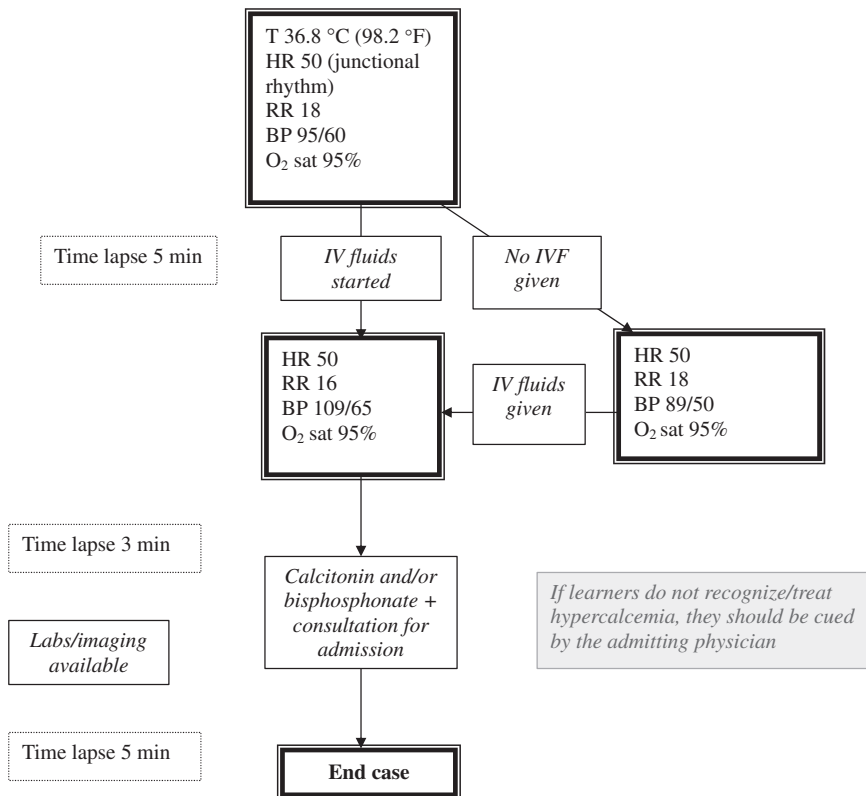 T 36.8 °C (98.2 °F)
HR 50 (junctional
rhythm)
RR 18
BP 95/60
O₂ sat 95%
Time lapse 5 min
IV fluids
started
No IVF
given
HR 50
RR 16
BP 109/65
O₂ sat 95%
IV fluids
given
HR 50
RR 18
BP 89/50
O₂ sat 95%
Time lapse 3 min
Calcitonin and/or
bisphosphonate +
consultation for
admission
If learners do not recognize/treat
hypercalcemia, they should be cued
by the admitting physician
Labs/imaging
available
Time lapse 5 min
End case